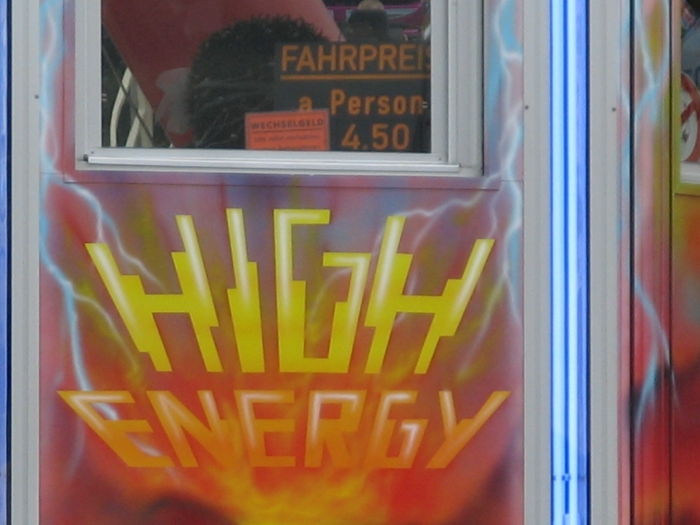 FAHRPREIS
a Person
4.50
WECHSELGELD
HIGH
ENERGY